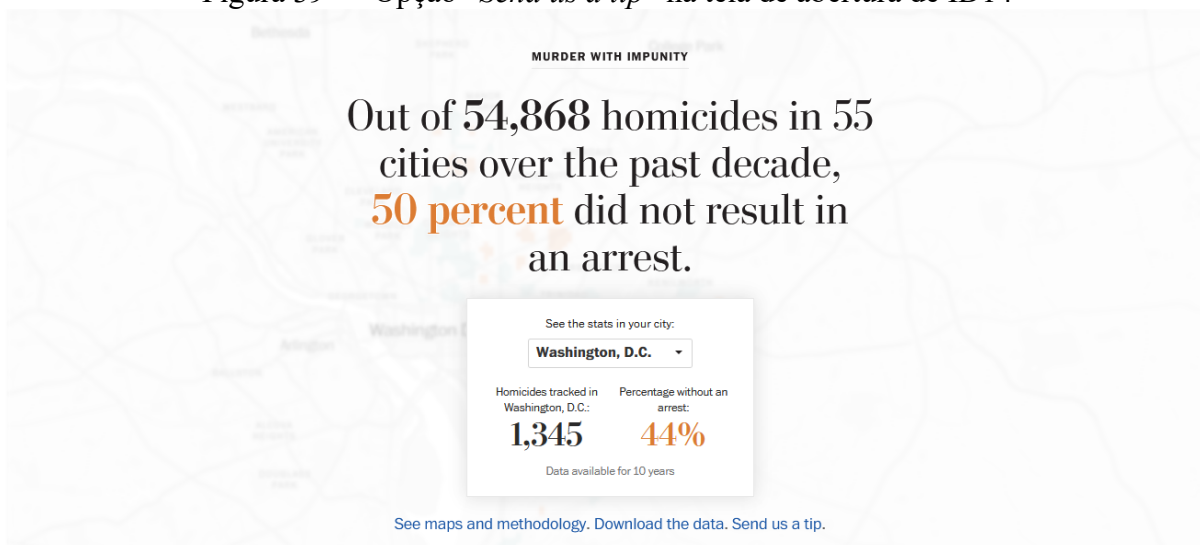 MURDER WITH IMPUNITY
Out of 54,868 homicides in 55
cities over the past decade,
50 percent did not result in
an arrest.
Washington D
Arlington
See the stats in your city:
Washington, D.C.
Homicides tracked in
Washington, D.C.:
1,345
Percentage without an
arrest:
44%
Data available for 10 years
See maps and methodology. Download the data. Send us a tip.